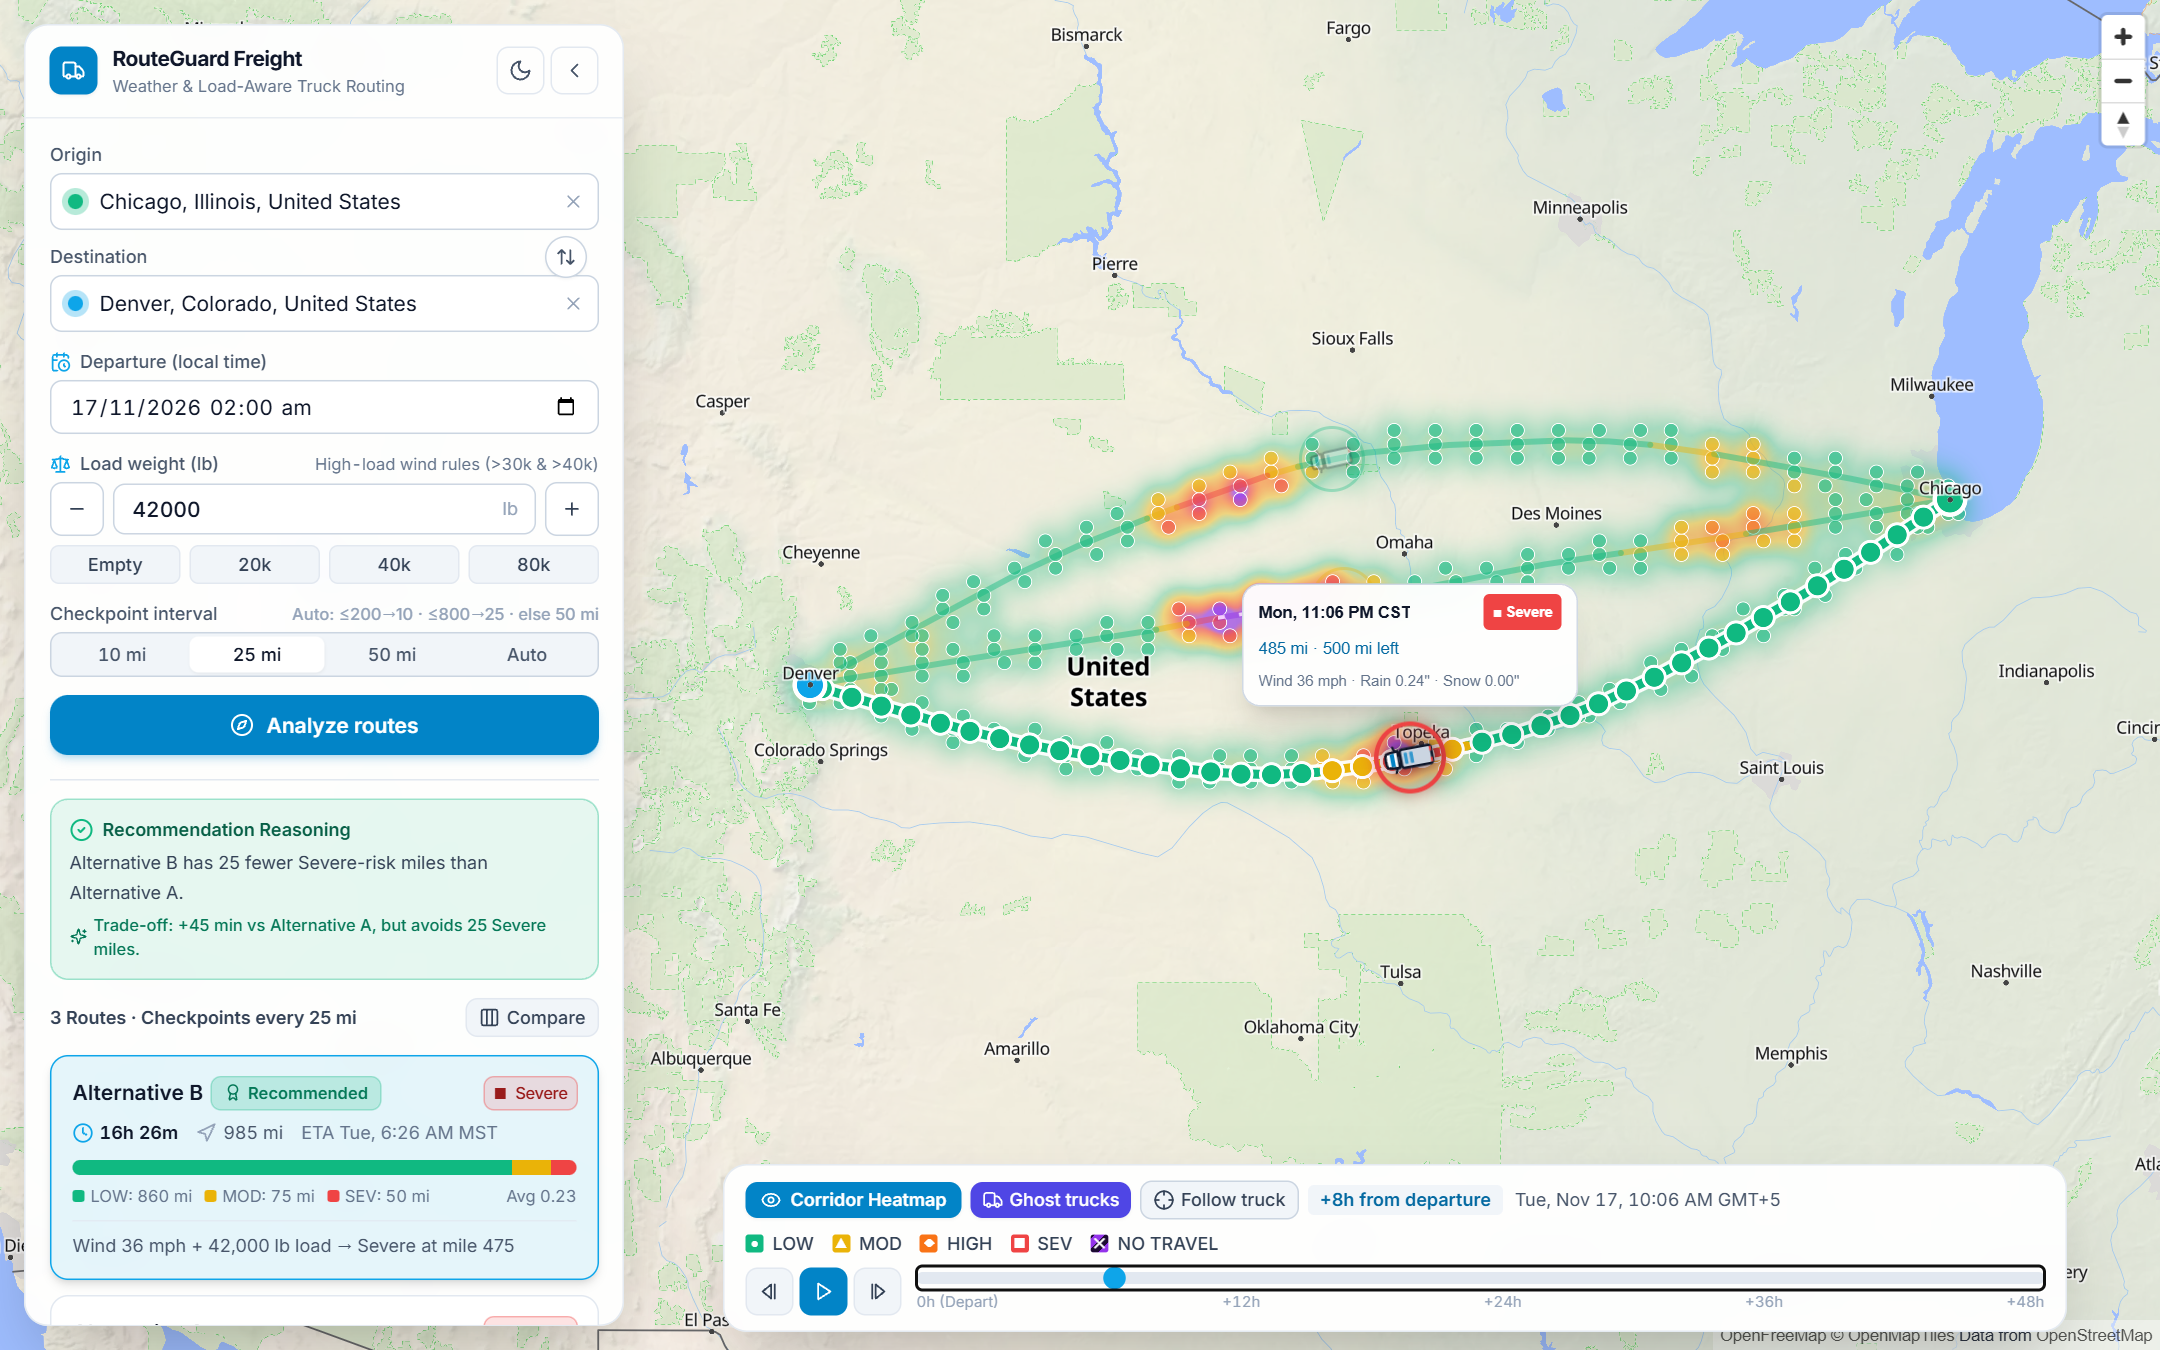 RouteGuard Freight
Weather & Load-Aware Truck Routing
Origin
Chicago, Illinois, United States
Destination
Denver, Colorado, United States
Departure (local time)
17/11/2026 02:00 am
Load weight (lb)
High-load wind rules (>30k & >40k)
42000
lb
Empty
20k
40k
80k
Checkpoint interval
Auto: ≤200→10 · ≤800→25 · else 50 mi
10 mi
25 mi
50 mi
Auto
Analyze routes
Recommendation Reasoning
Alternative B has 25 fewer Severe-risk miles than
Alternative A.
Trade-off: +45 min vs Alternative A, but avoids 25 Severe
miles.
3 Routes · Checkpoints every 25 mi
Compare
Alternative B
Recommended
Severe
16h 26m
985 mi
ETA Tue, 6:26 AM MST
LOW: 860 mi
MOD: 75 mi
SEV: 50 mi
Avg 0.23
Wind 36 mph + 42,000 lb load → Severe at mile 475
Bismarck
Fargo
Minneapolis
Pierre
Sioux Falls
Milwaukee
Casper
Chicago
Des Moines
Omaha
Cheyenne
Mon, 11:06 PM CST
Severe
485 mi · 500 mi left
Wind 36 mph · Rain 0.24" · Snow 0.00"
Denver
United
States
Indianapolis
Topeka
Colorado Springs
Saint Louis
Cincin
Tulsa
Nashville
Santa Fe
Oklahoma City
Amarillo
Albuquerque
Memphis
Atla
El Pas
ery
Corridor Heatmap
Ghost trucks
Follow truck
+8h from departure
Tue, Nov 17, 10:06 AM GMT+5
LOW
MOD
HIGH
SEV
NO TRAVEL
0h (Depart)
+12h
+24h
+36h
+48h
OpenFreeMap © OpenMapTiles Data from OpenStreetMap